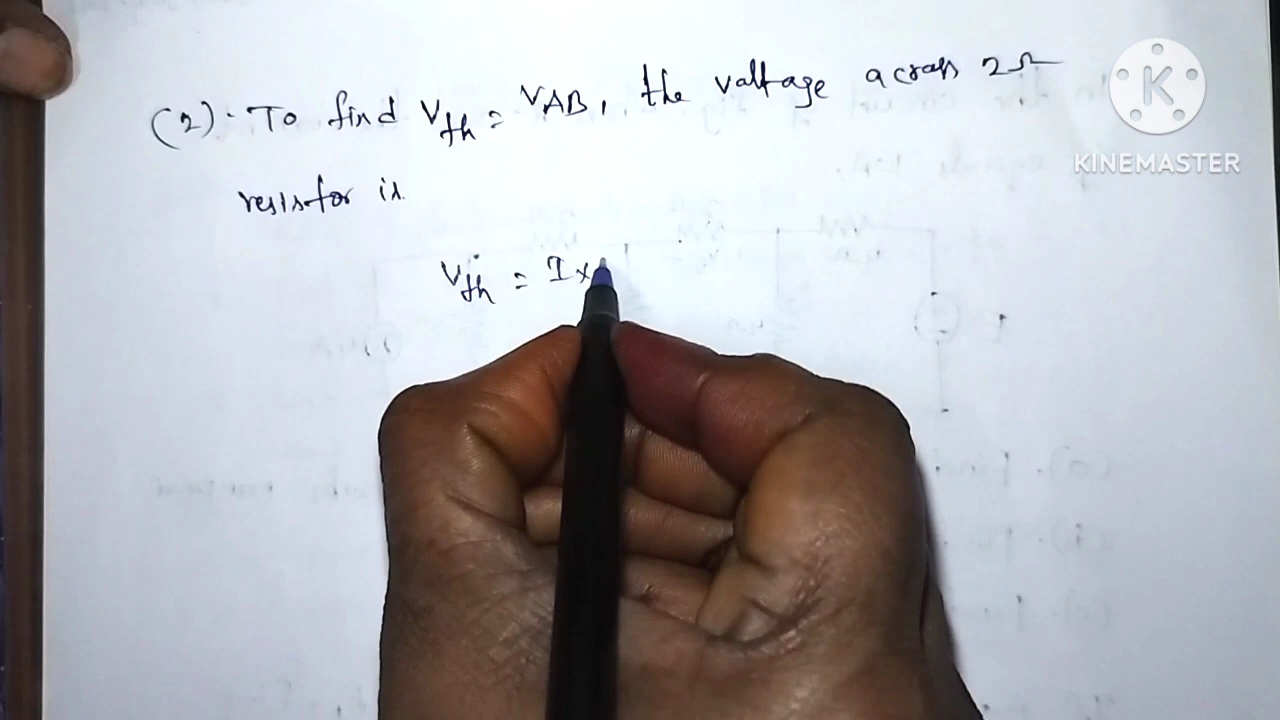 (2). To find Vth = VAB, the voltage across 2Ω
resistor is
Vth = I x
KINEMASTER